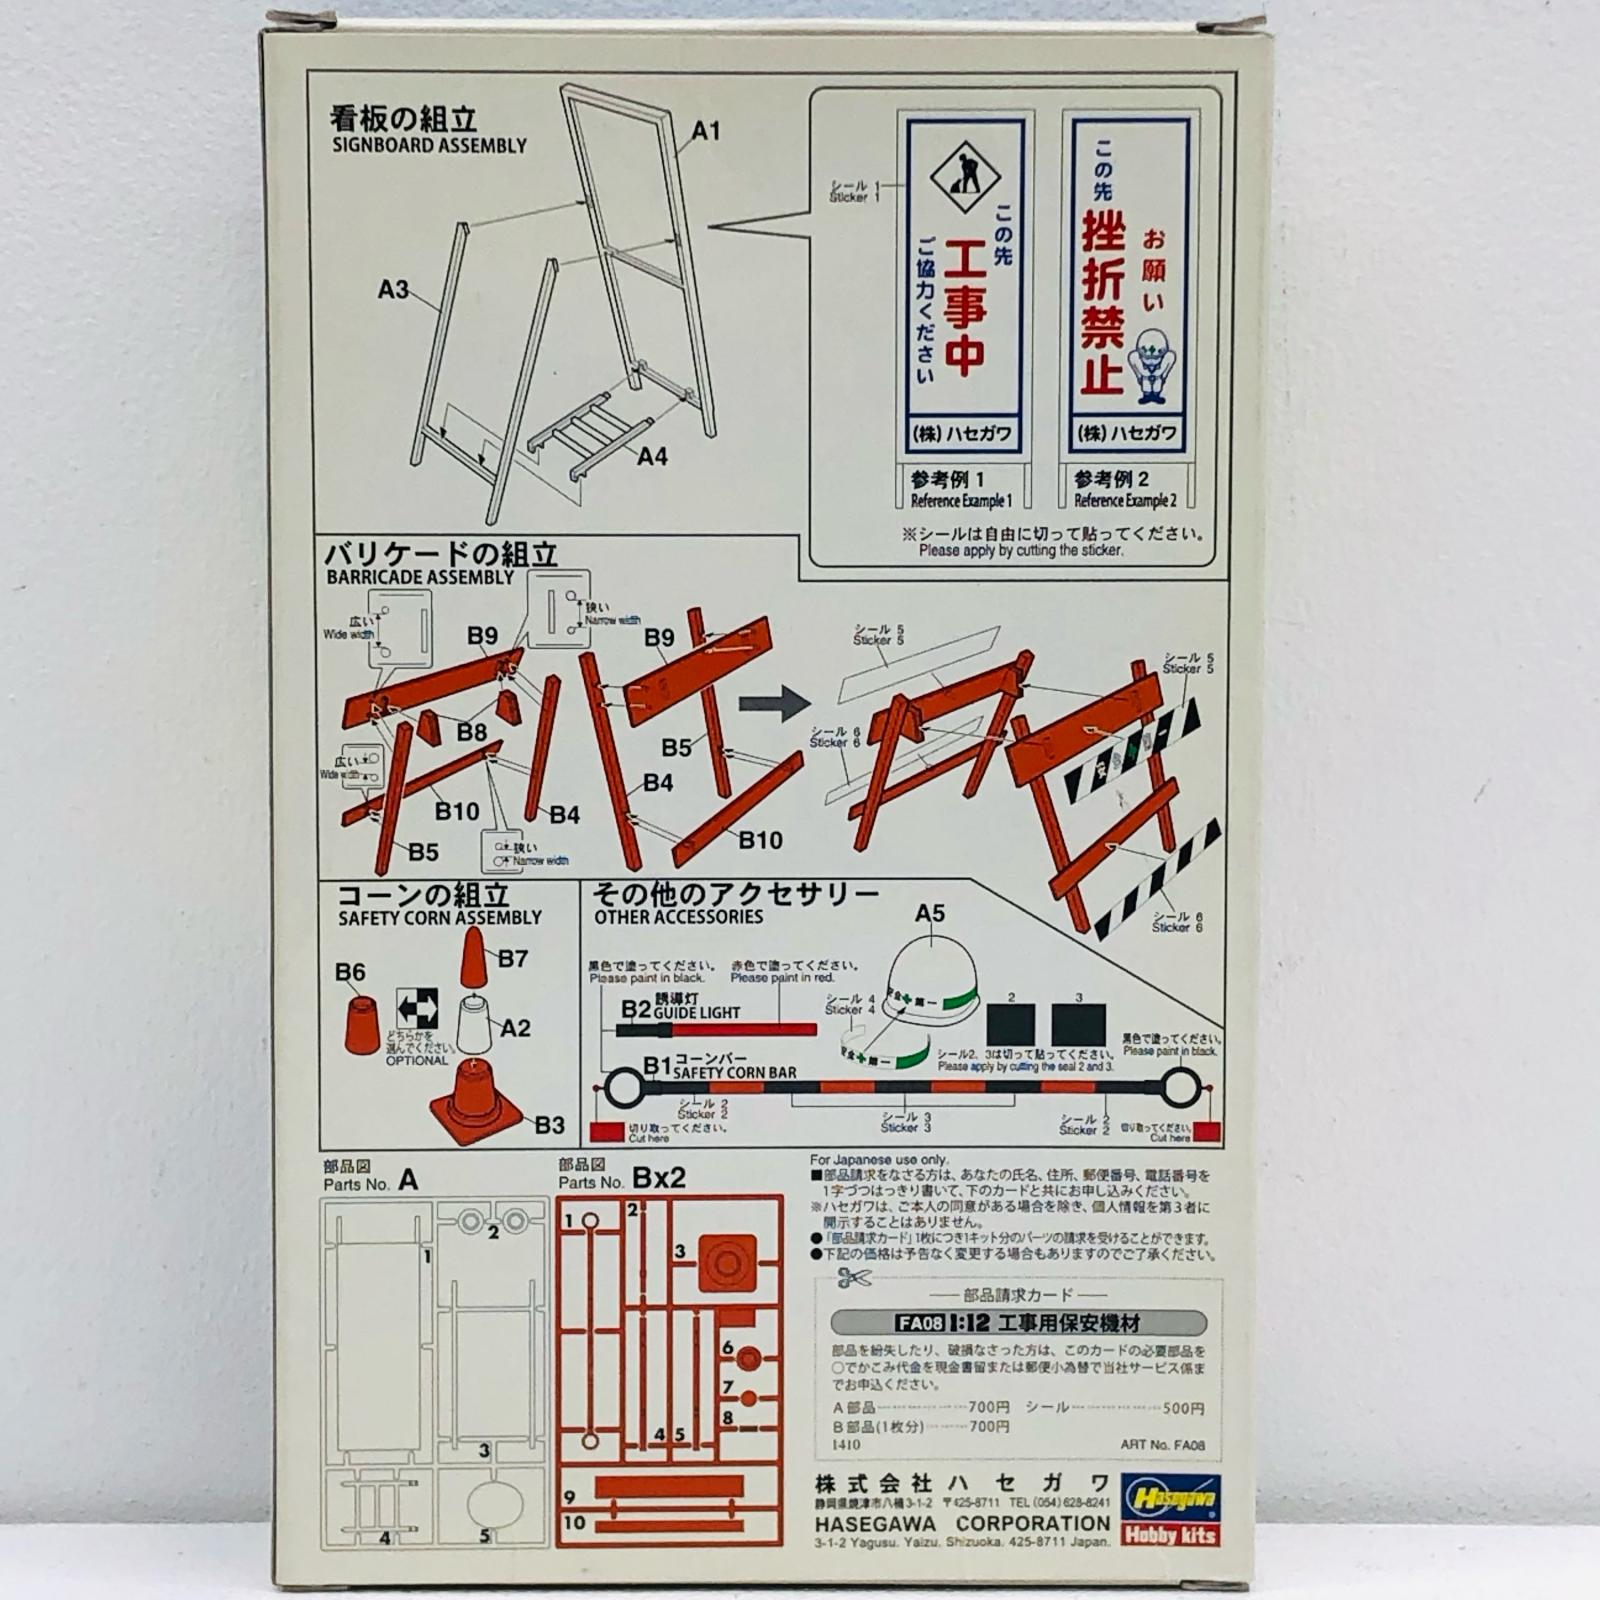 看板の組立
SIGNBOARD ASSEMBLY
A1
A3
A4
シール 1
Sticker 1
この先
工事中
ご協力ください
(株)ハセガワ
参考例 1
Reference Example 1
この先
挫折禁止
お願い
(株)ハセガワ
参考例 2
Reference Example 2
※シールは自由に切って貼ってください。
Please apply by cutting the sticker.
バリケードの組立
BARRICADE ASSEMBLY
広い
Wide width
狭い
Narrow width
B9
B8
広い
Wide width
B10
B4
B5
狭い
Narrow width
B9
B5
B4
B10
シール 5
Sticker 5
シール 6
Sticker 6
シール 5
Sticker 5
シール 6
Sticker 6
コーンの組立
SAFETY CORN ASSEMBLY
B7
B6
A2
どちらかを
選んでください。
OPTIONAL
B3
その他のアクセサリー
OTHER ACCESSORIES
A5
黒色で塗ってください。
Please paint in black.
赤色で塗ってください。
Please paint in red.
B2 誘導灯
GUIDE LIGHT
シール 4
Sticker 4
安全+第一
安全+第一
2
3
シール2、3は切って貼ってください。
Please apply by cutting the seal 2 and 3.
黒色で塗ってください。
Please paint in black.
B1 コーンバー
SAFETY CORN BAR
シール 2
Sticker 2
シール 3
Sticker 3
シール 2
Sticker 2
切り取ってください。
Cut here
切り取ってください。
Cut here
部品図
Parts No. A
1
2
3
4
5
部品図
Parts No. Bx2
1
2
3
4
5
6
7
8
9
10
For Japanese use only.
■部品請求をなさる方は、あなたの氏名、住所、郵便番号、電話番号を
1字づつはっきり書いて、下のカードと共にお申し込みください。
※ハセガワは、ご本人の同意がある場合を除き、個人情報を第3者に
開示することはありません。
●「部品請求カード」1枚につき1キット分のパーツの請求を受けることができます。
●下記の価格は予告なく変更する場合もありますのでご了承ください。
部品請求カード
FA08 1:12 工事用保安機材
部品を紛失したり、破損なさった方は、このカードの必要部品を
○でかこみ代金を現金書留または郵便小為替で当社サービス係ま
でお申込ください。
A 部品 700円 シール 500円
B 部品(1枚分) 700円
1410
ART No. FA08
株式会社 ハセガワ
静岡県焼津市八楠3-1-2 〒425-8711 TEL (054) 628-8241
HASEGAWA CORPORATION
3-1-2 Yagusu. Yaizu. Shizuoka. 425-8711 Japan.
Hasegawa
Hobby kits